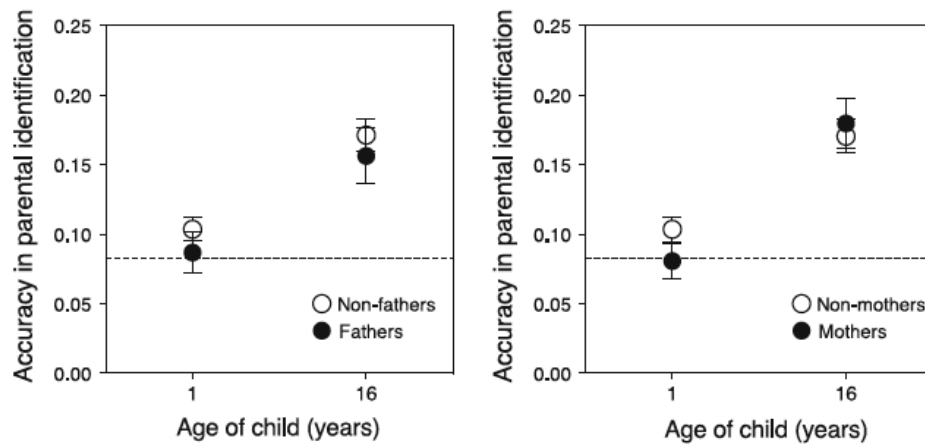 Accuracy in parental identification
0.25
0.20
0.15
0.10
0.05
0.00
Non-fathers
Fathers
1
16
Age of child (years)
Accuracy in parental identification
0.25
0.20
0.15
0.10
0.05
0.00
Non-mothers
Mothers
1
16
Age of child (years)